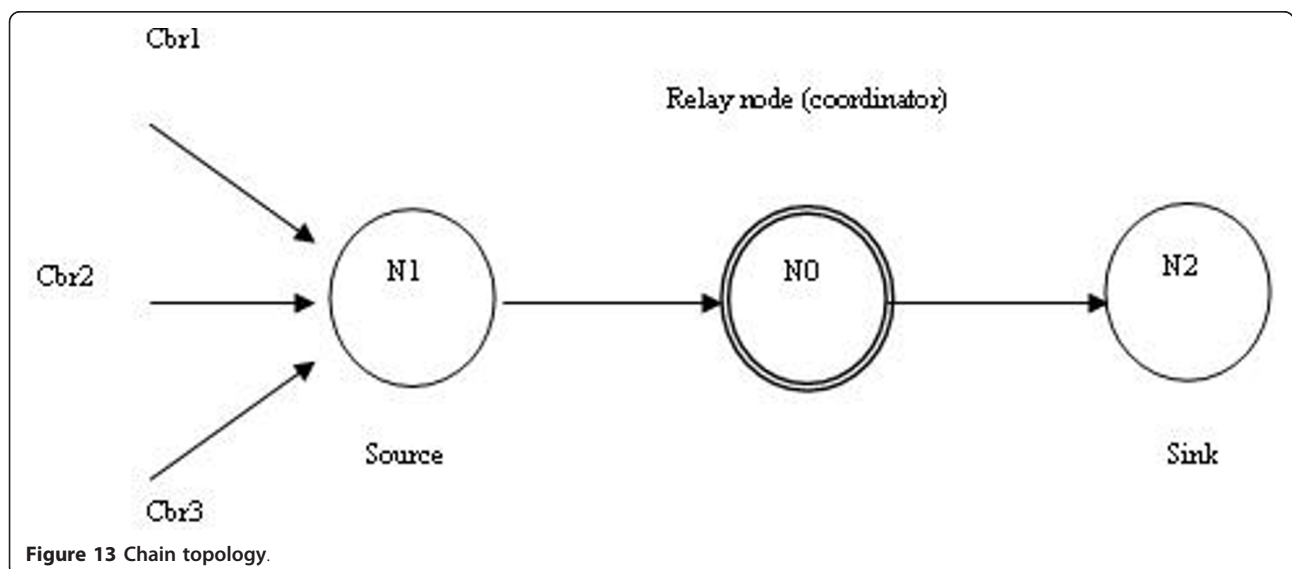 Cbr1
Relay node (coordinator)
Cbr2
N1
N0
N2
Source
Sink
Cbr3
Figure 13 Chain topology.